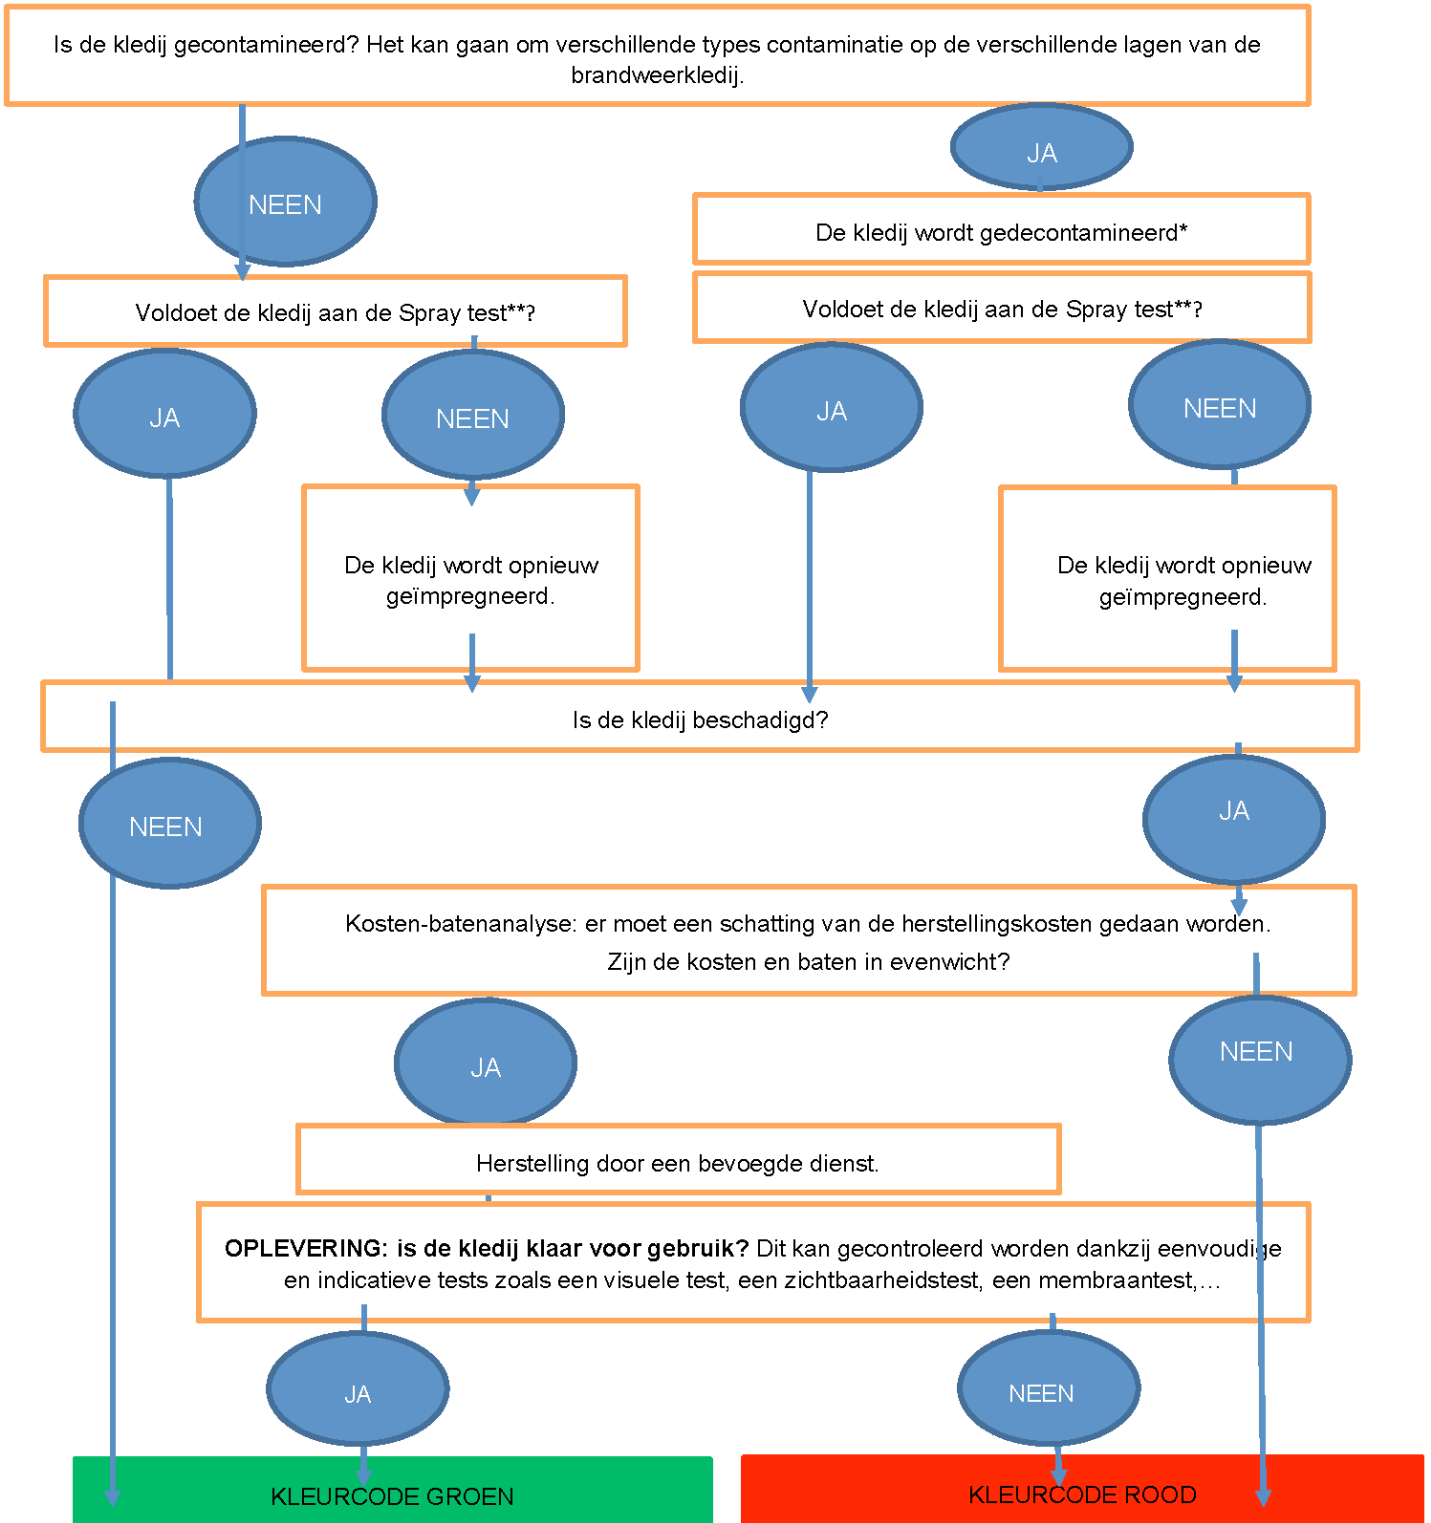 Is de kledij gecontamineerd? Het kan gaan om verschillende types contaminatie op de verschillende lagen van de
brandweerkledij.
JA
NEEN
De kledij wordt gedecontamineerd*
Voldoet de kledij aan de Spray test**?
Voldoet de kledij aan de Spray test**?
JA
NEEN
JA
NEEN
De kledij wordt opnieuw
geïmpregneerd.
De kledij wordt opnieuw
geïmpregneerd.
Is de kledij beschadigd?
NEEN
JA
Kosten-batenanalyse: er moet een schatting van de herstellingskosten gedaan worden.
Zijn de kosten en baten in evenwicht?
JA
NEEN
Herstelling door een bevoegde dienst.
OPLEVERING: is de kledij klaar voor gebruik? Dit kan gecontroleerd worden dankzij eenvoudige
en indicatieve tests zoals een visuele test, een zichtbaarheidstest, een membraantest,…
JA
NEEN
KLEURCODE GROEN
KLEURCODE ROOD